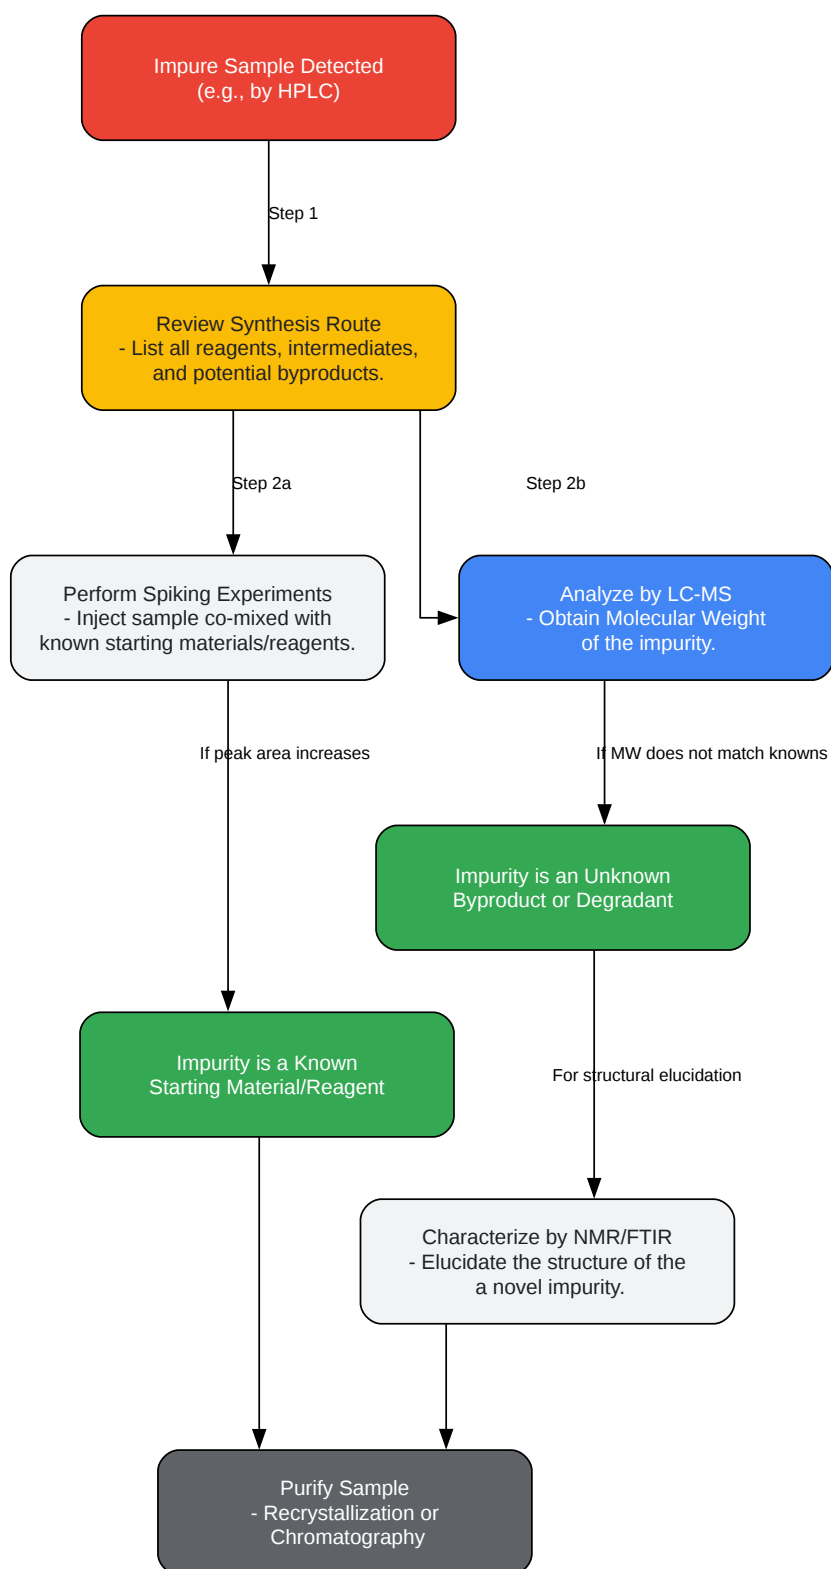 Impure Sample Detected
(e.g., by HPLC)
Step 1
Review Synthesis Route
- List all reagents, intermediates,
and potential byproducts.
Step 2a
Step 2b
Perform Spiking Experiments
- Inject sample co-mixed with
known starting materials/reagents.
Analyze by LC-MS
- Obtain Molecular Weight
of the impurity.
If peak area increases
If MW does not match knowns
Impurity is an Unknown
Byproduct or Degradant
Impurity is a Known
Starting Material/Reagent
For structural elucidation
Characterize by NMR/FTIR
- Elucidate the structure of the
a novel impurity.
Purify Sample
- Recrystallization or
Chromatography